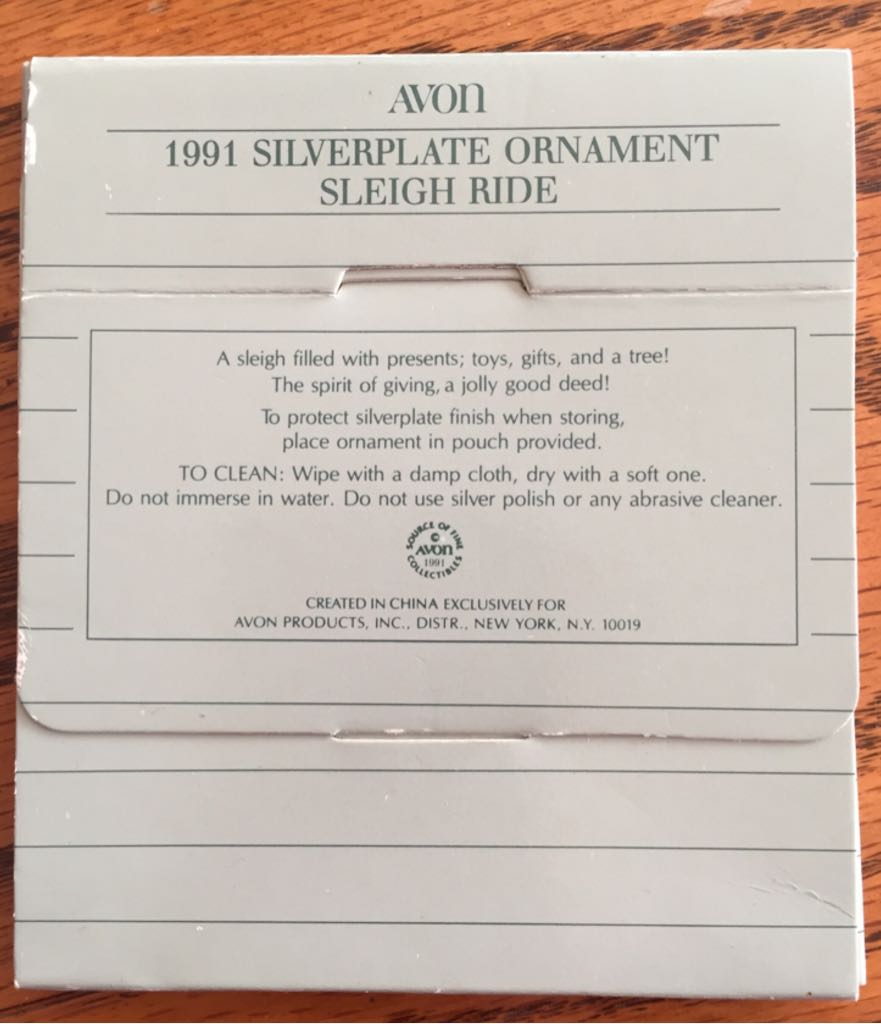 AVON
1991 SILVERPLATE ORNAMENT
SLEIGH RIDE
A sleigh filled with presents; toys, gifts, and a tree!
The spirit of giving, a jolly good deed!
To protect silverplate finish when storing,
place ornament in pouch provided.
TO CLEAN: Wipe with a damp cloth, dry with a soft one.
Do not immerse in water. Do not use silver polish or any abrasive cleaner.
SOURCE OF FINE
©
AVON
1991
COLLECTIBLES
CREATED IN CHINA EXCLUSIVELY FOR
AVON PRODUCTS, INC., DISTR., NEW YORK, N.Y. 10019